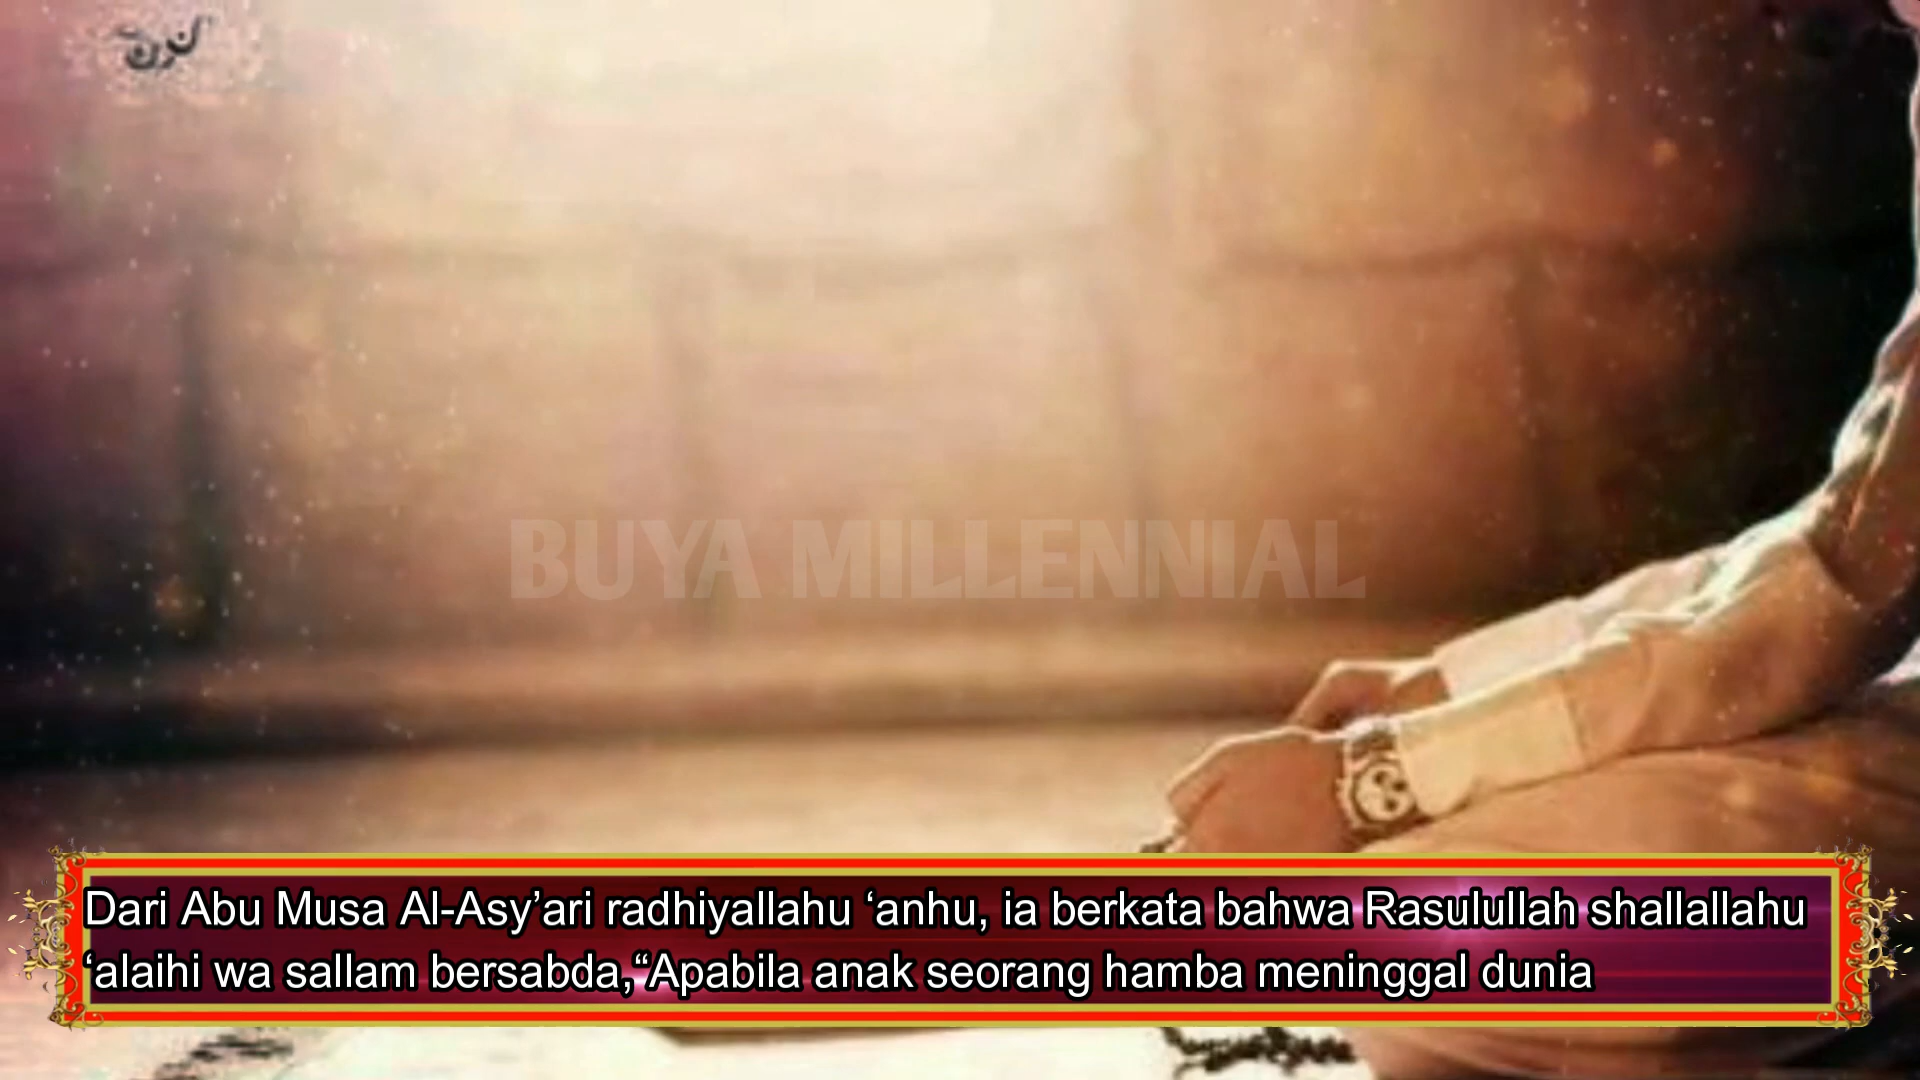 BUYA MILLENNIAL
Dari Abu Musa Al-Asy’ari radhiyallahu ‘anhu, ia berkata bahwa Rasulullah shallallahu
‘alaihi wa sallam bersabda,“Apabila anak seorang hamba meninggal dunia